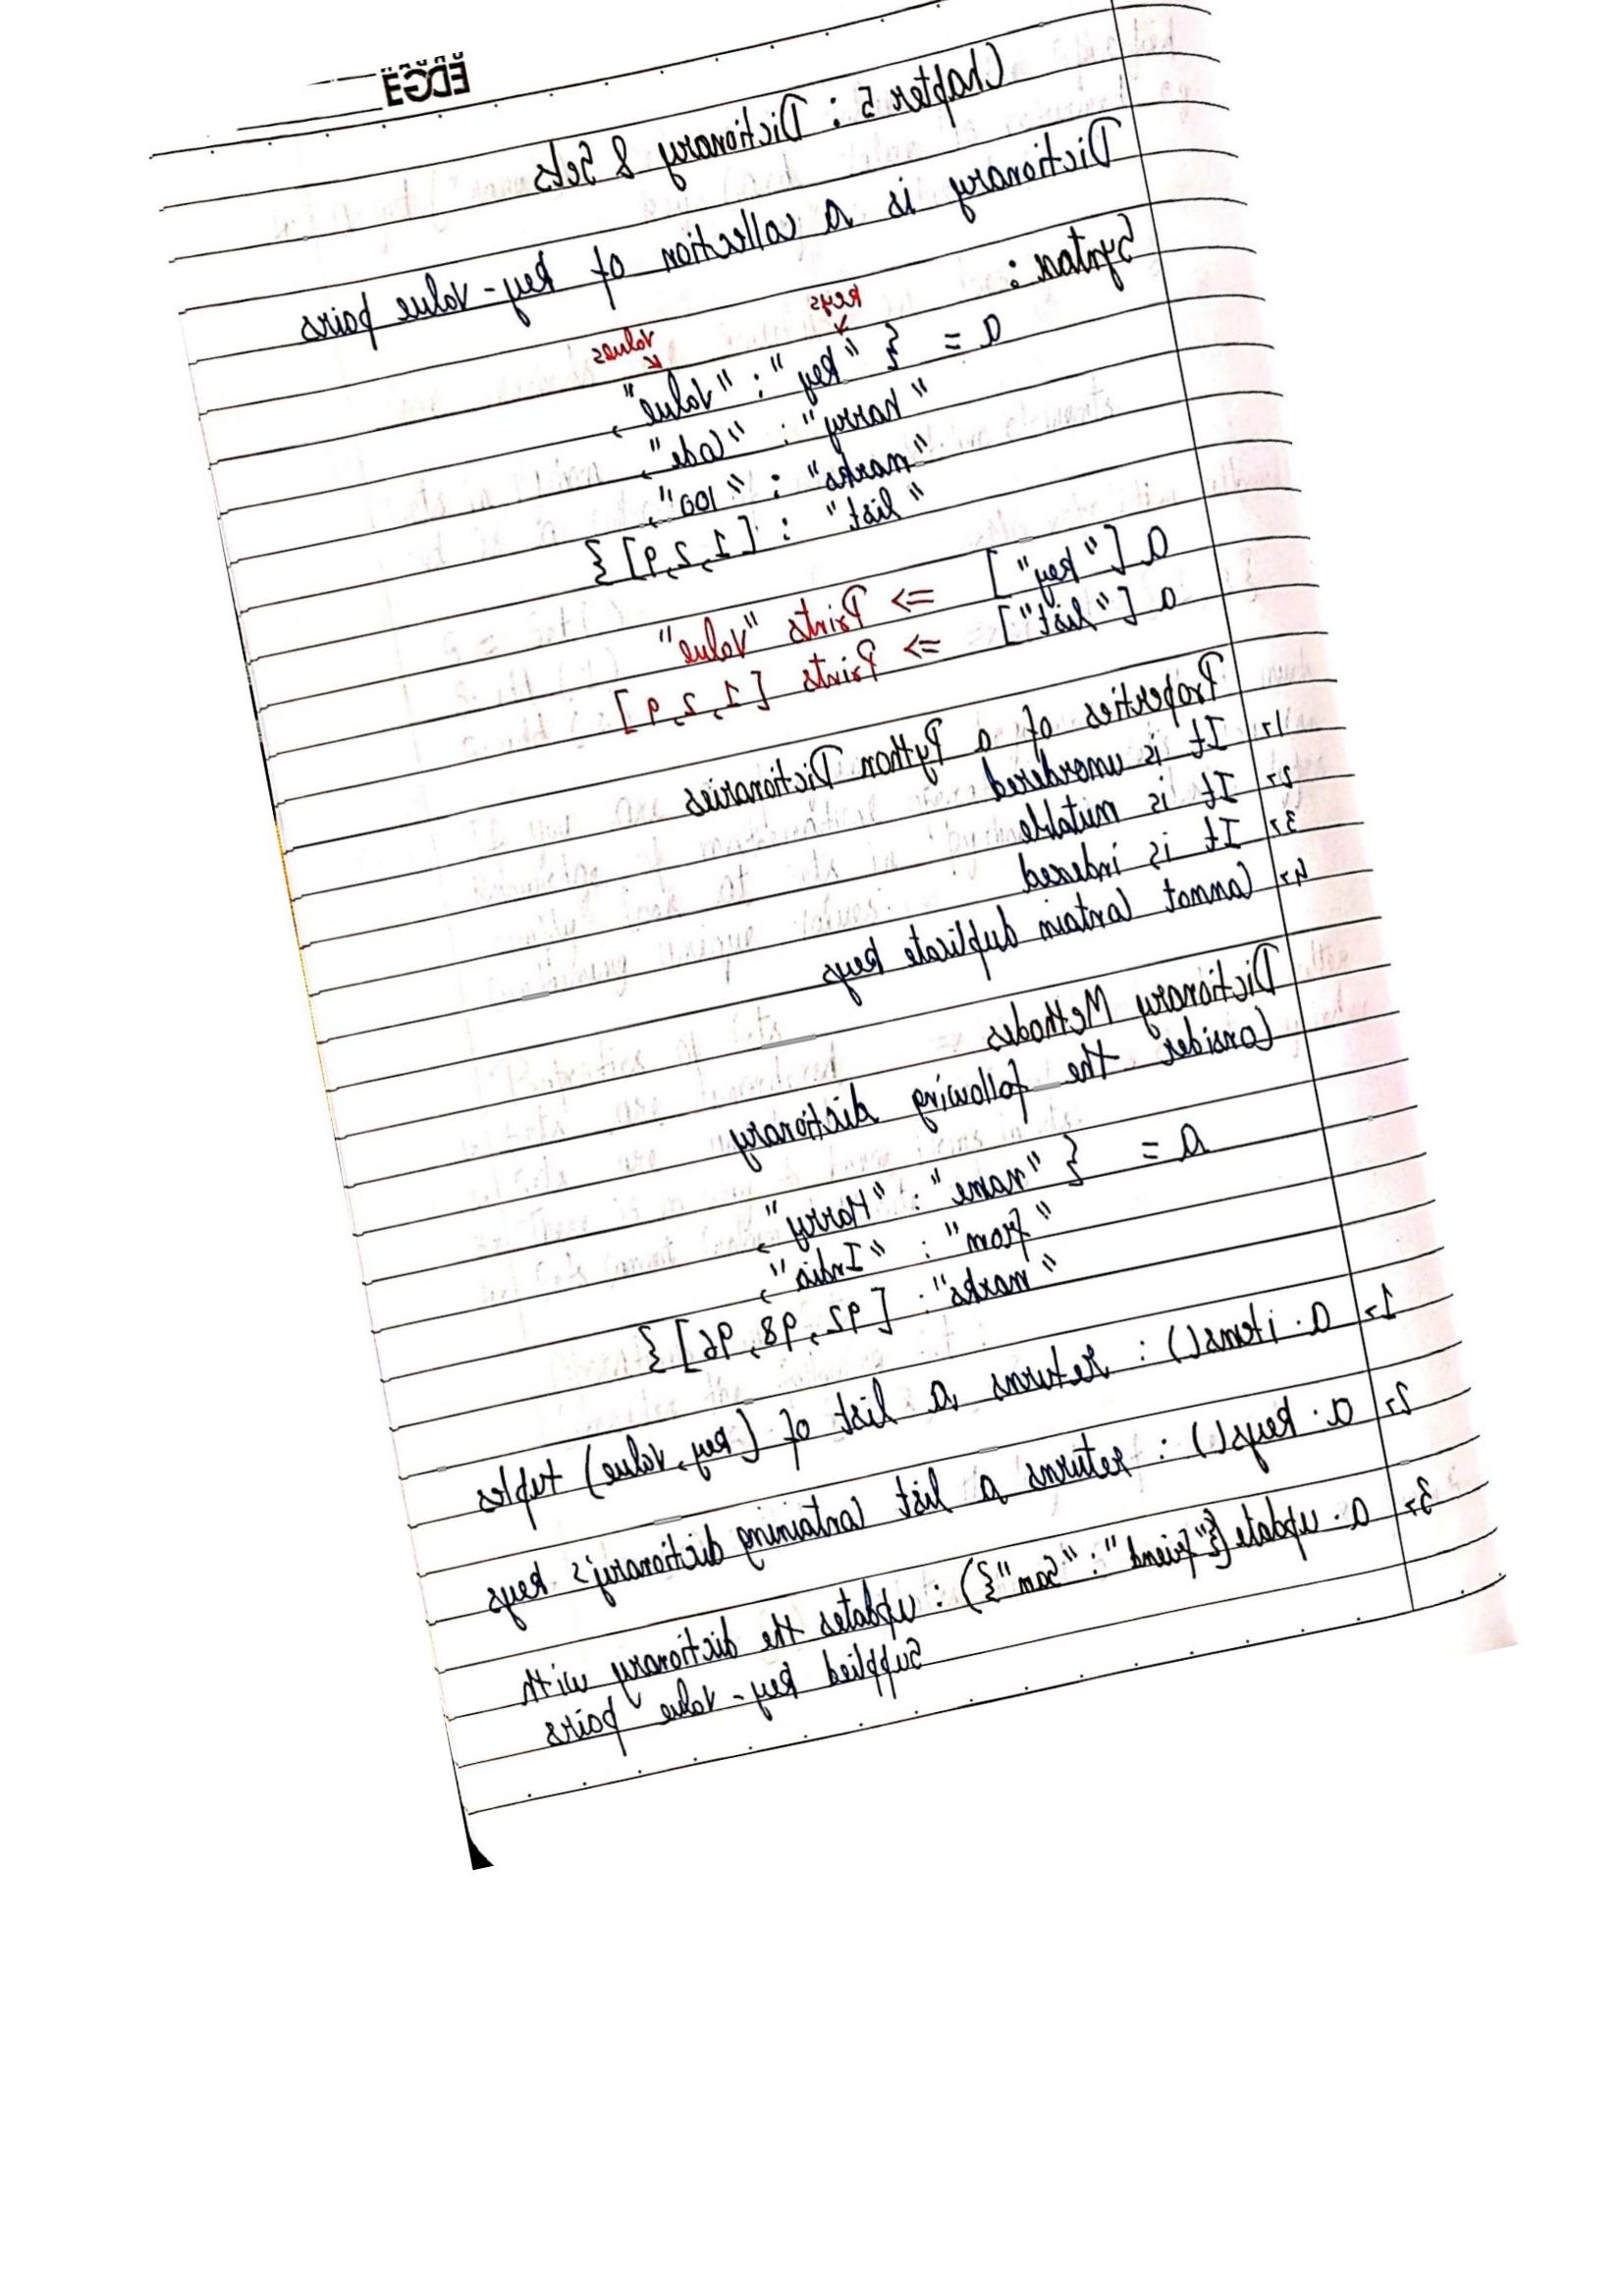 EDGE
Chapter 5 : Dictionary & Sets
Dictionary is a collection of key-value pairs
Syntax :
keys
values
a = { "key" : "value",
"harry" : "Code",
"marks" : "100",
"list" : [1,2,9] }
a ["key"] => Prints "value"
a ["list"] => Prints [1,2,9]
Properties of a Python Dictionaries
1> It is unordered
2> It is mutable
3> It is indexed
4> Cannot Contain duplicate keys
Dictionary Methodes
Consider the following dictionary
a = { "name" : "Harry",
"from" : "India",
"marks" : [92, 98, 96] }
1> a.items() : returns a list of (key, value) tuples
2> a.keys() : returns a list Containing dictionary's keys
3> a.update({"friend" : "Sam"}) : updates the dictionary with
supplied key-value pairs